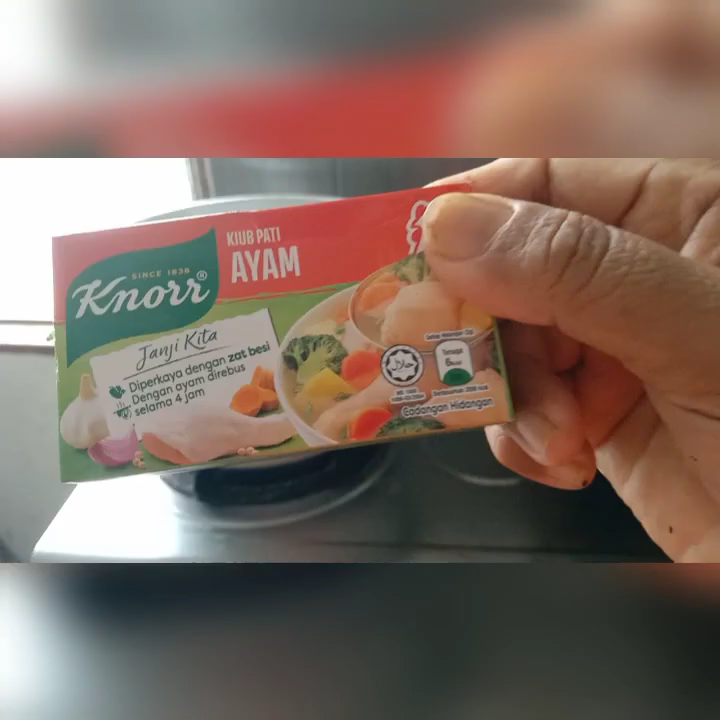 KIUB PATI
AYAM
SINCE 1838
Knorr®
Janji Kita
Diperkaya dengan zat besi
Dengan ayam direbus
selama 4 jam
Cadangan Hidangan